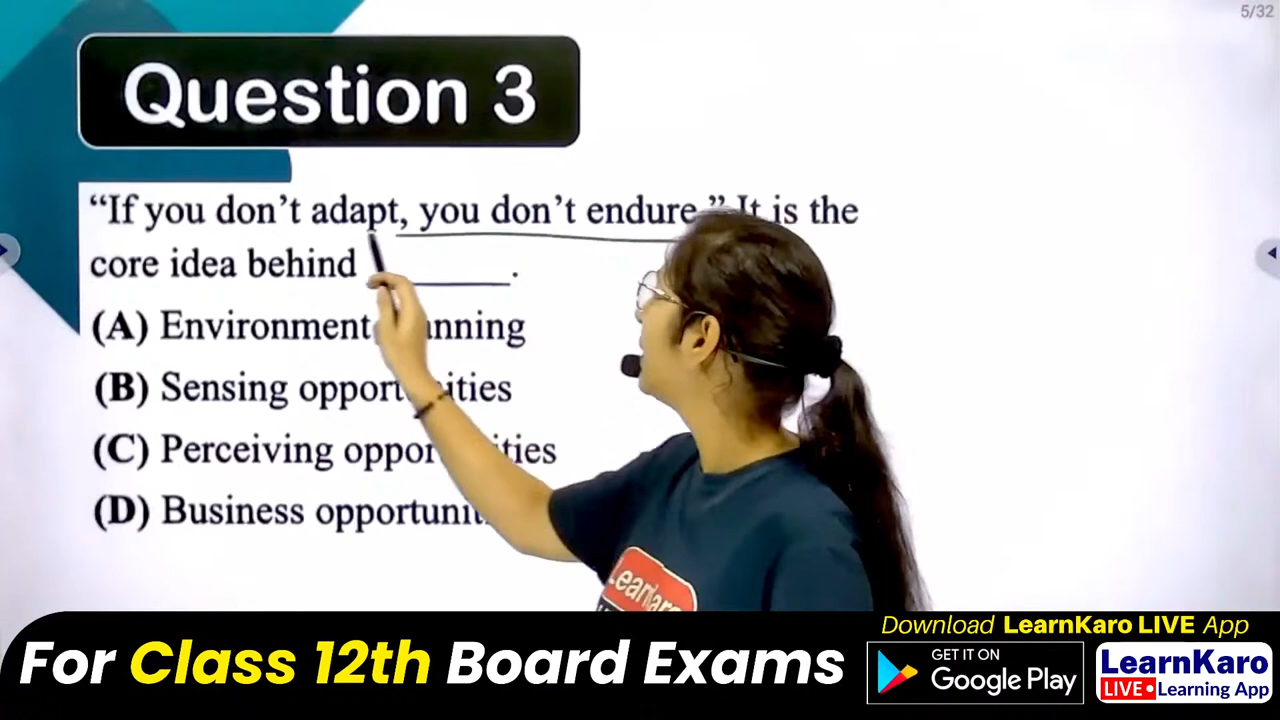 5/32
Question 3
“If you don’t adapt, you don’t endure.” It is the
core idea behind ______.
(A) Environment
(B) Sensing
(C) Perceiving
(D) Business
For Class 12th Board Exams
Download LearnKaro LIVE App
GET IT ON
Google Play
LearnKaro
LIVE Learning App